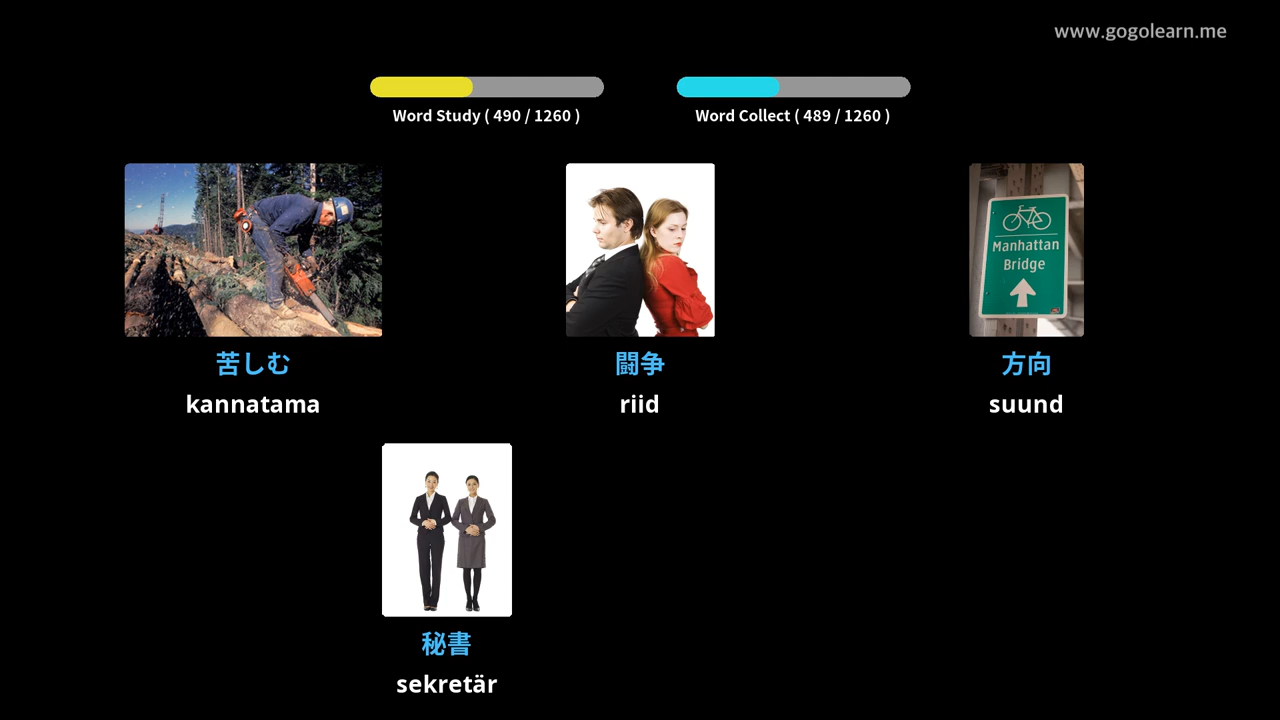 www.gogolearn.me
Word Study ( 490 / 1260 )
Word Collect ( 489 / 1260 )
Manhattan
Bridge
苦しむ
kannatama
闘争
riid
方向
suund
秘書
sekretär